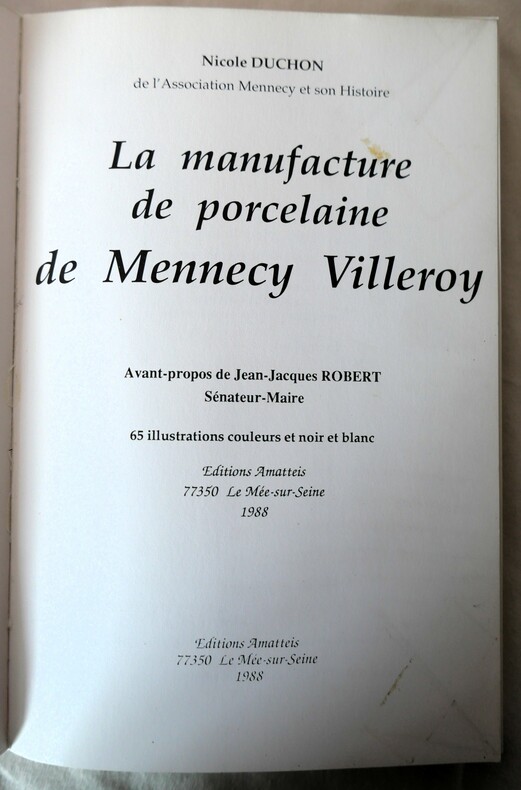 Nicole DUCHON
de l'Association Mennecy et son Histoire
La manufacture
de porcelaine
de Mennecy Villeroy
Avant-propos de Jean-Jacques ROBERT
Sénateur-Maire
65 illustrations couleurs et noir et blanc
Editions Amatteis
77350 Le Mée-sur-Seine
1988
Editions Amatteis
77350 Le Mée-sur-Seine
1988